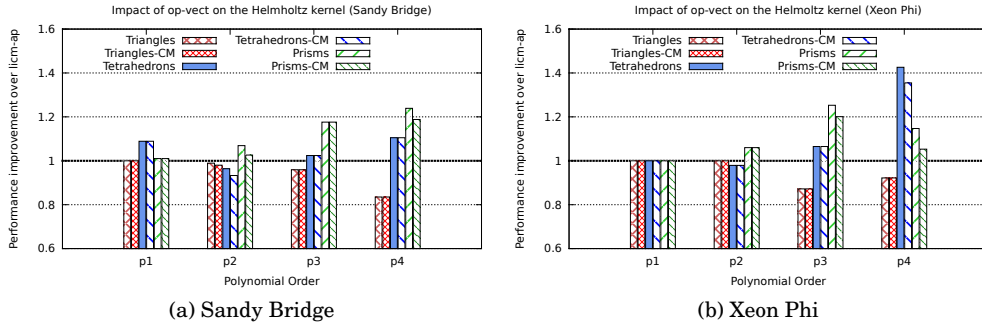 Impact of op-vect on the Helmholtz kernel (Sandy Bridge)
Performance improvement over licm-ap
1.6
1.4
1.2
1
0.8
0.6
Triangles
Triangles-CM
Tetrahedrons
Tetrahedrons-CM
Prisms
Prisms-CM
p1 p2 p3 p4
Polynomial Order
(a) Sandy Bridge
Impact of op-vect on the Helmoltz kernel (Xeon Phi)
Performance improvement over licm-ap
1.6
1.4
1.2
1
0.8
0.6
Triangles
Triangles-CM
Tetrahedrons
Tetrahedrons-CM
Prisms
Prisms-CM
p1 p2 p3 p4
Polynomial Order
(b) Xeon Phi